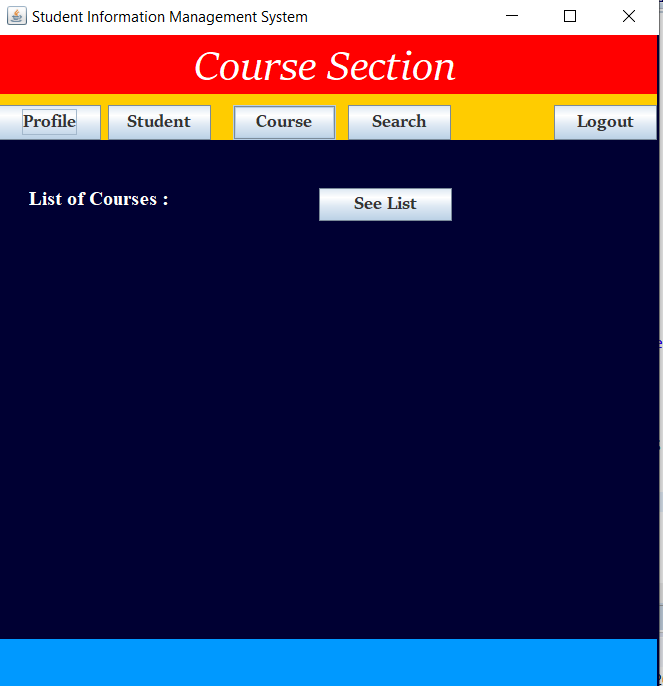 Student Information Management System
Course Section
Profile Student Course Search Logout
List of Courses : See List